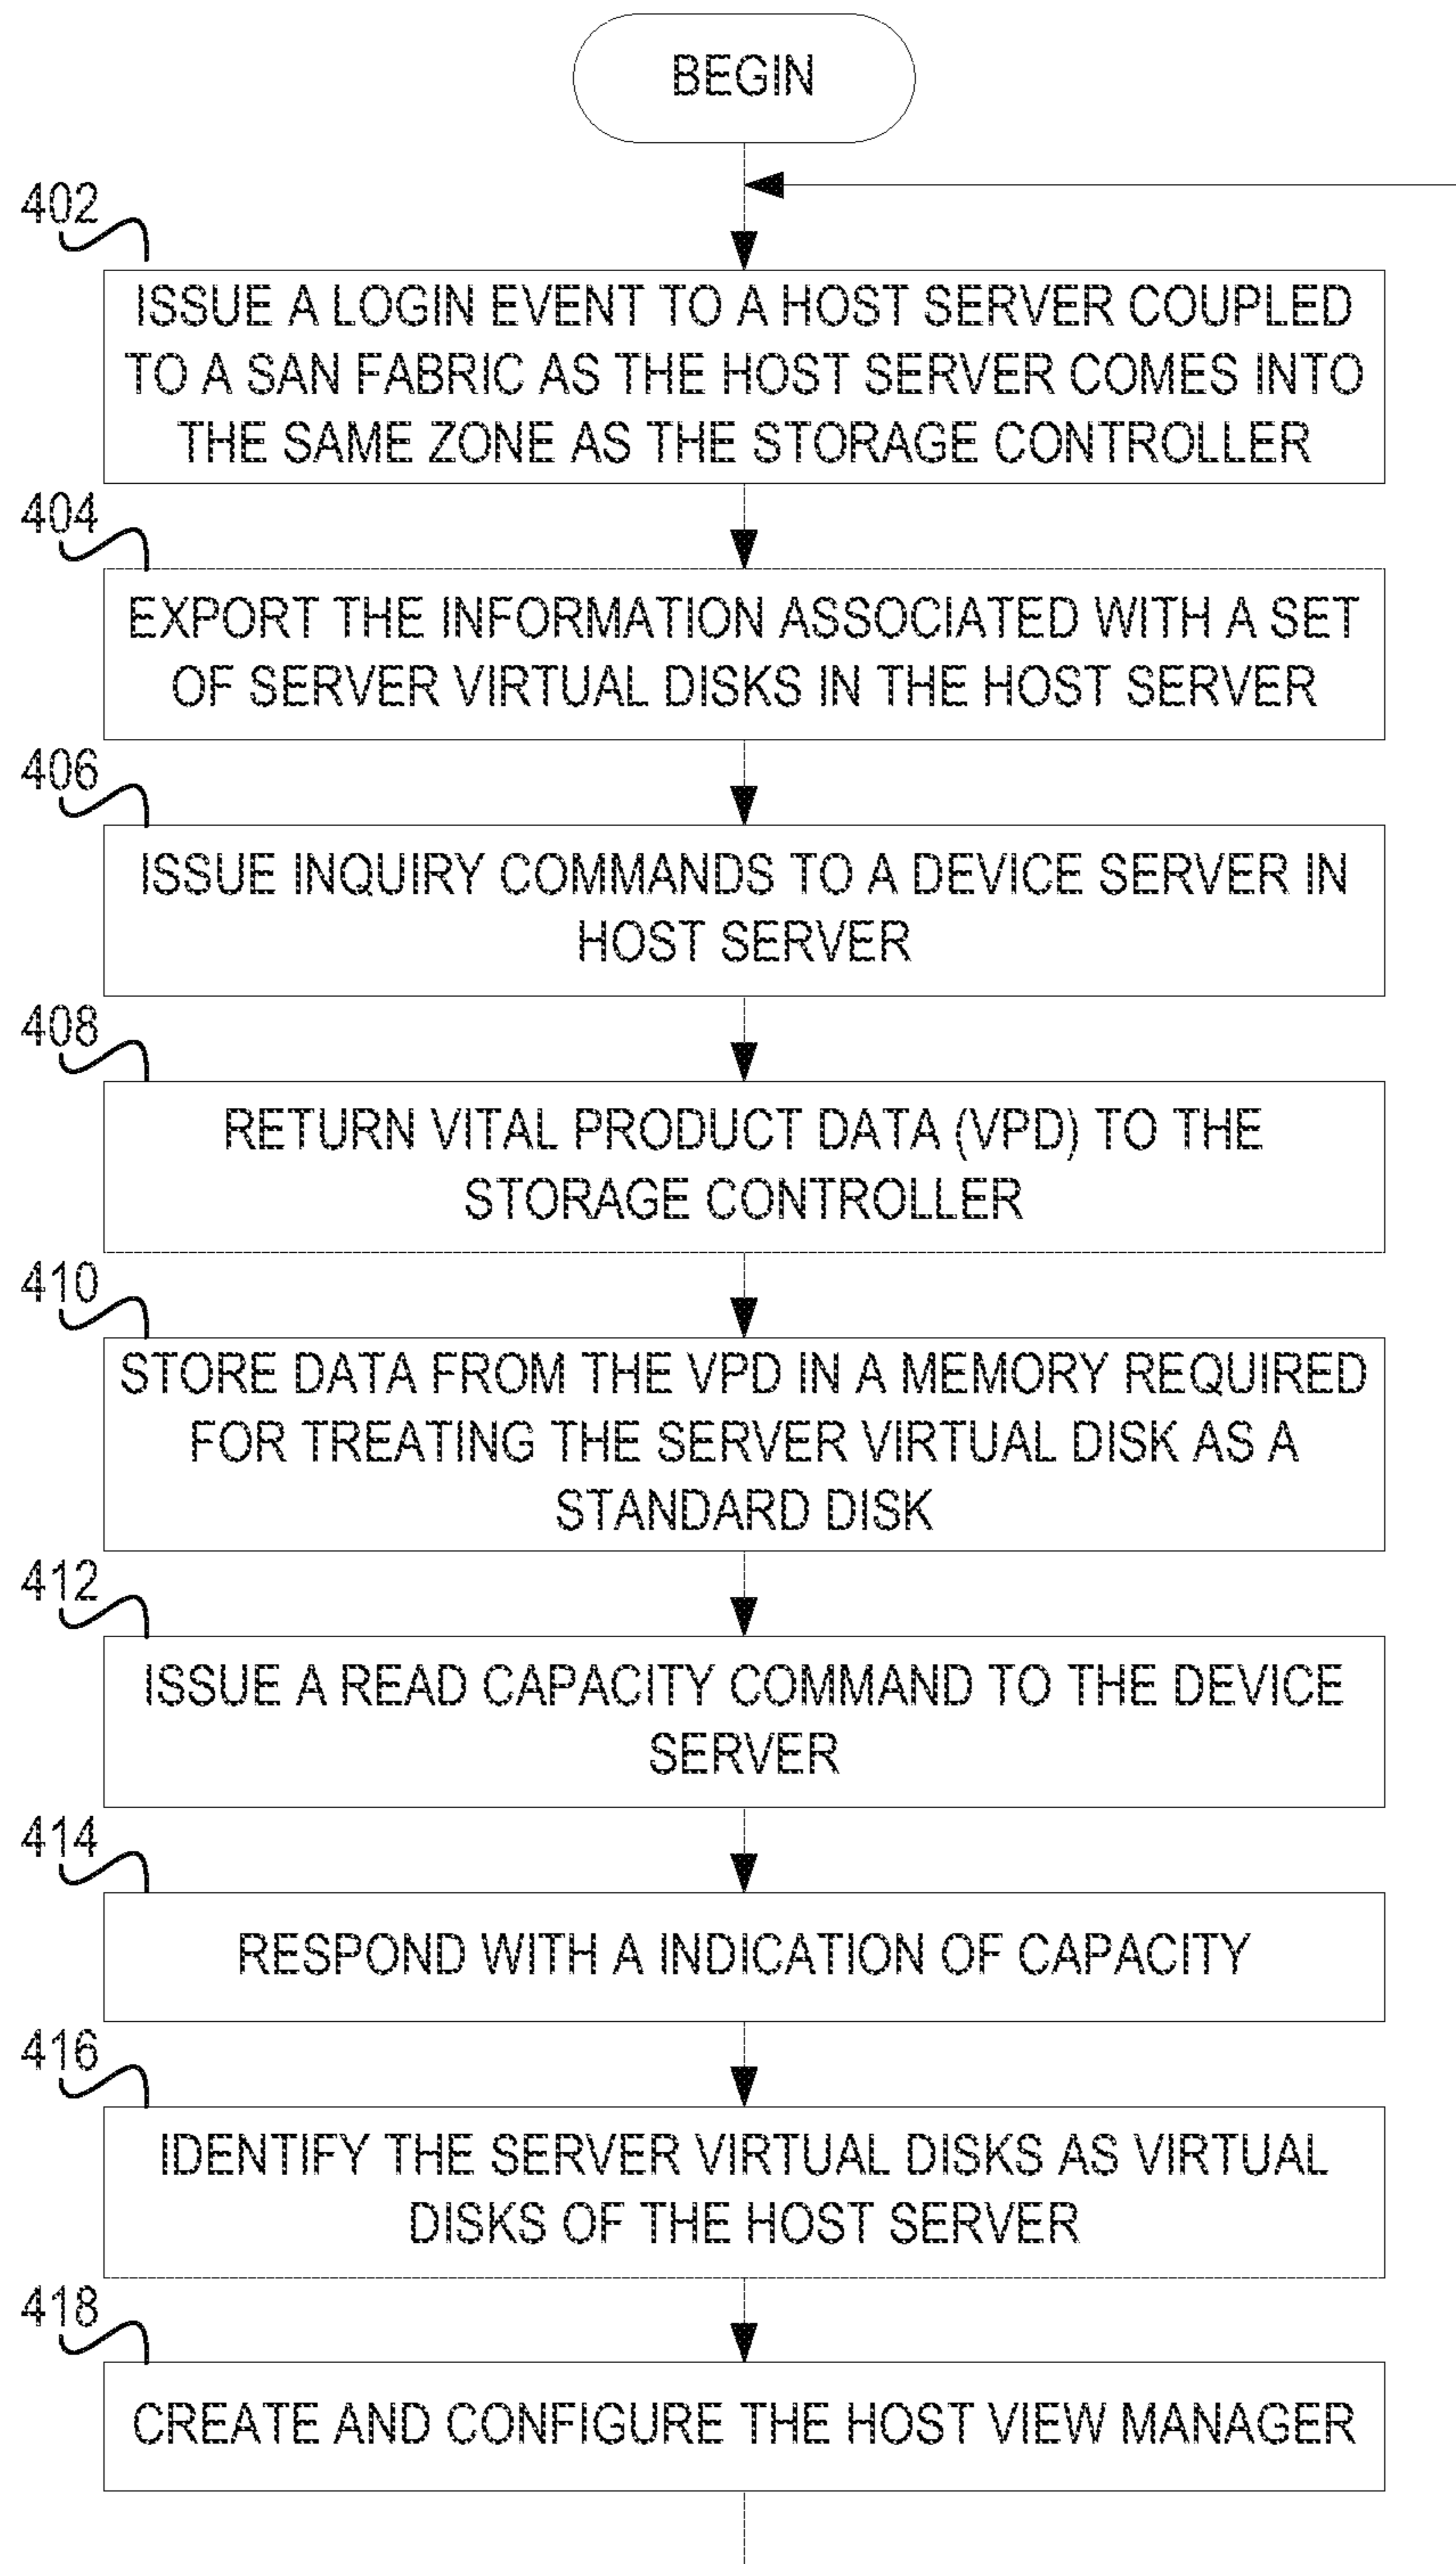 BEGIN
402
ISSUE A LOGIN EVENT TO A HOST SERVER COUPLED
TO A SAN FABRIC AS THE HOST SERVER COMES INTO
THE SAME ZONE AS THE STORAGE CONTROLLER
404
EXPORT THE INFORMATION ASSOCIATED WITH A SET
OF SERVER VIRTUAL DISKS IN THE HOST SERVER
406
ISSUE INQUIRY COMMANDS TO A DEVICE SERVER IN
HOST SERVER
408
RETURN VITAL PRODUCT DATA (VPD) TO THE
STORAGE CONTROLLER
410
STORE DATA FROM THE VPD IN A MEMORY REQUIRED
FOR TREATING THE SERVER VIRTUAL DISK AS A
STANDARD DISK
412
ISSUE A READ CAPACITY COMMAND TO THE DEVICE
SERVER
414
RESPOND WITH A INDICATION OF CAPACITY
416
IDENTIFY THE SERVER VIRTUAL DISKS AS VIRTUAL
DISKS OF THE HOST SERVER
418
CREATE AND CONFIGURE THE HOST VIEW MANAGER